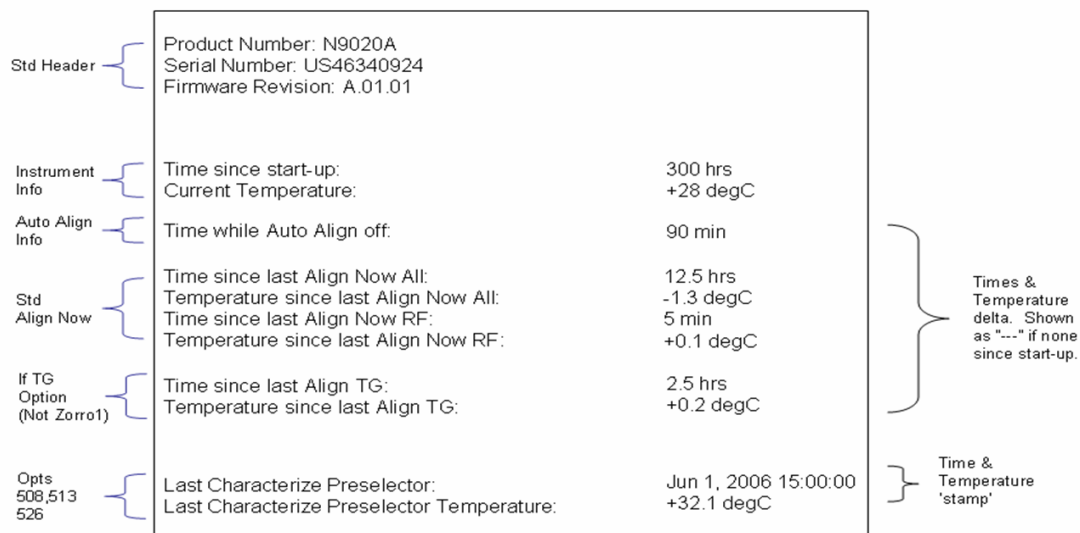 Std Header
Product Number: N9020A
Serial Number: US46340924
Firmware Revision: A.01.01
Instrument
Info
Time since start-up: 300 hrs
Current Temperature: +28 degC
Auto Align
Info
Time while Auto Align off: 90 min
Std
Align Now
Time since last Align Now All: 12.5 hrs
Temperature since last Align Now All: -1.3 degC
Time since last Align Now RF: 5 min
Temperature since last Align Now RF: +0.1 degC
Times &
Temperature
delta. Shown
as "---" if none
since start-up.
If TG
Option
(Not Zorro1)
Time since last Align TG: 2.5 hrs
Temperature since last Align TG: +0.2 degC
Opts
508,513
526
Last Characterize Preselector: Jun 1, 2006 15:00:00
Last Characterize Preselector Temperature: +32.1 degC
Time &
Temperature
'stamp'